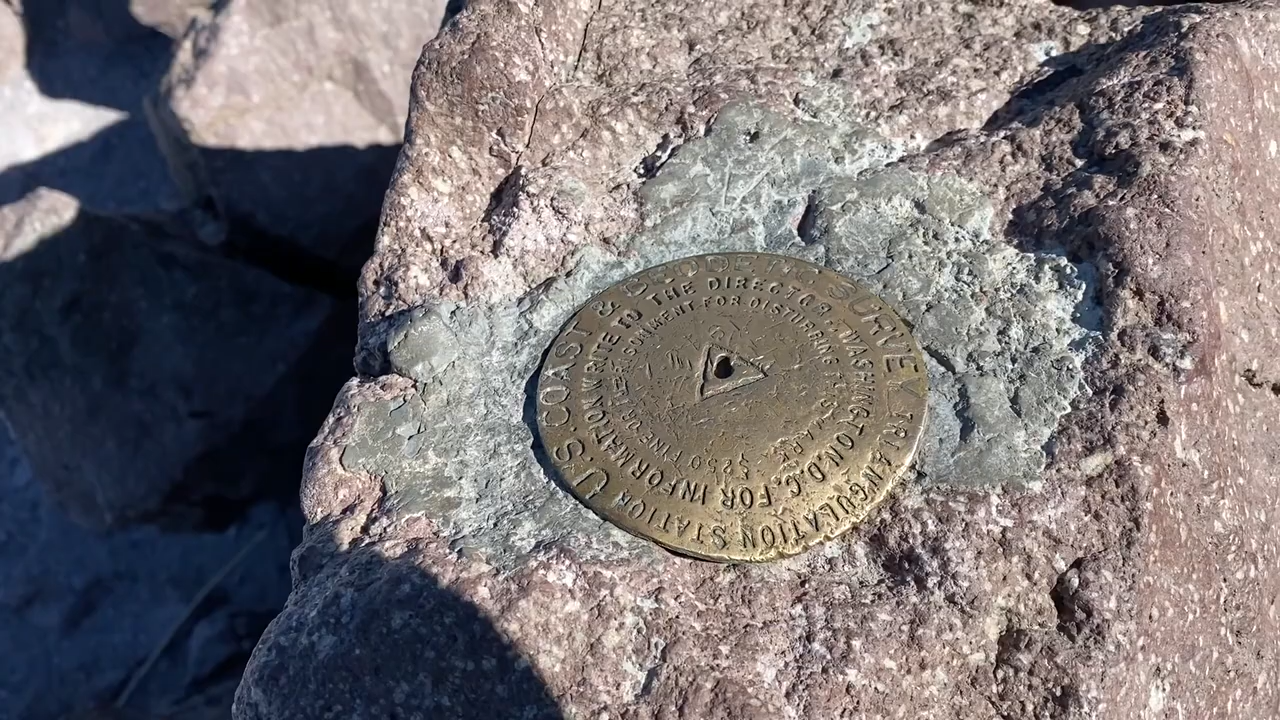 U.S. COAST & GEODETIC SURVEY
TRIANGULATION STATION
FOR INFORMATION WRITE TO THE DIRECTOR, WASHINGTON, D.C.
$250 FINE OR IMPRISONMENT FOR DISTURBING THIS MARK.